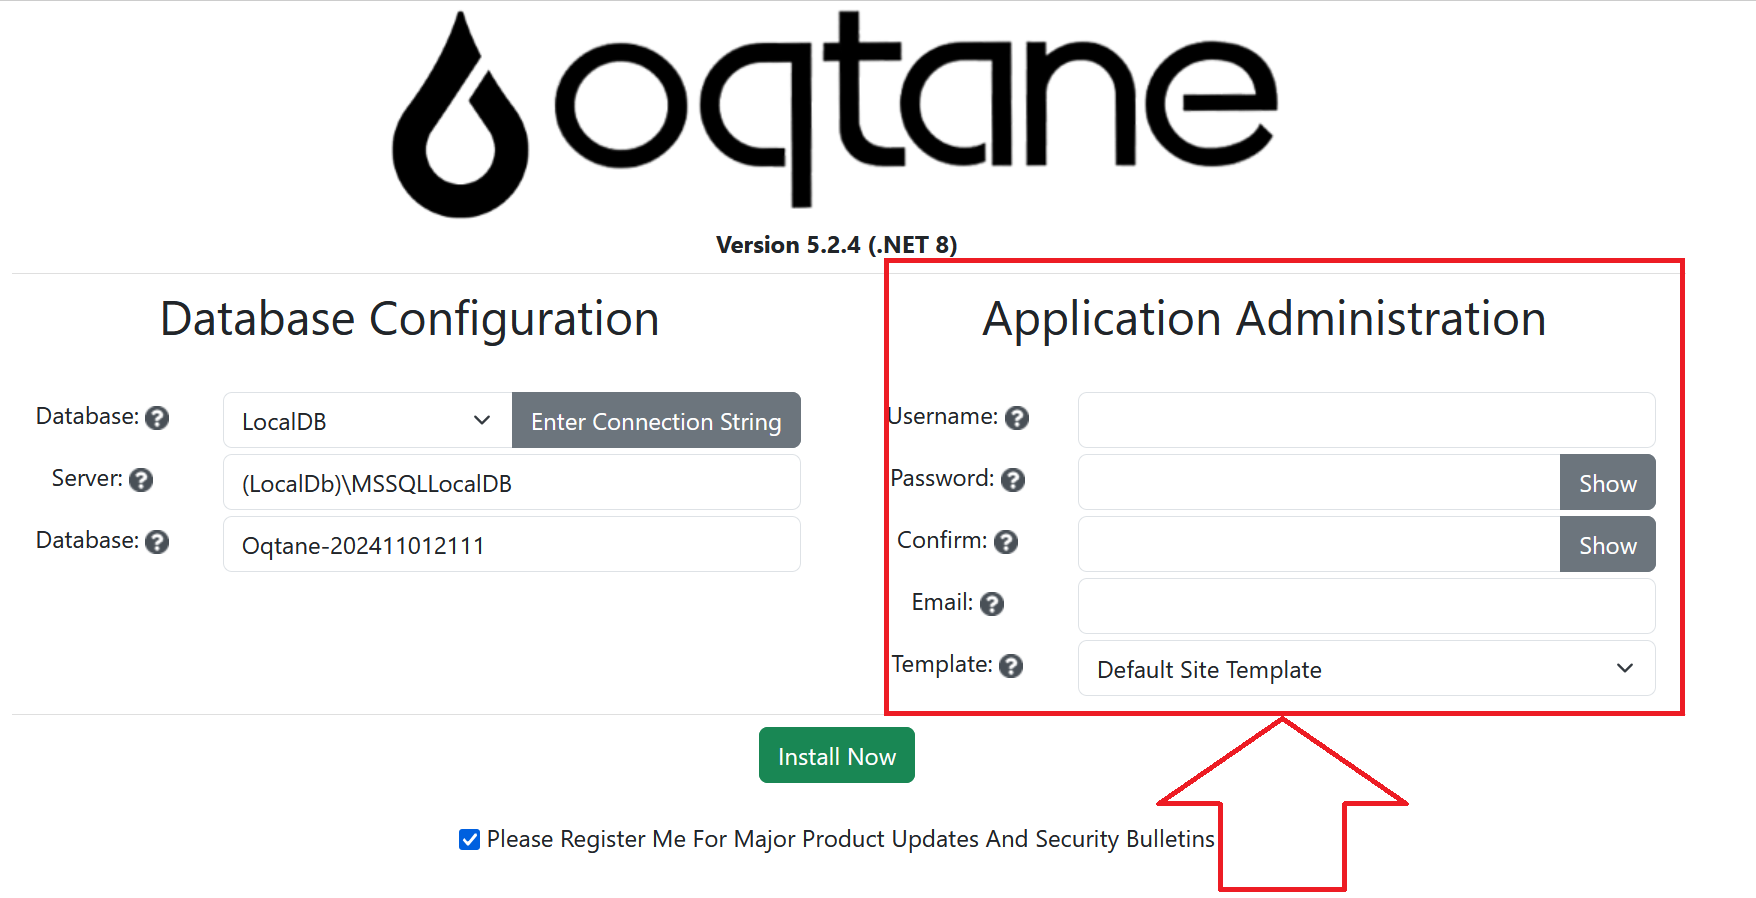 oqtane
Version 5.2.4 (.NET 8)
Database Configuration
Database: ?
LocalDB
Enter Connection String
Server: ?
(LocalDb)\MSSQLLocalDB
Database: ?
Oqtane-202411012111
Application Administration
Username: ?
Password: ?
Show
Confirm: ?
Show
Email: ?
Template: ?
Default Site Template
Install Now
Please Register Me For Major Product Updates And Security Bulletins